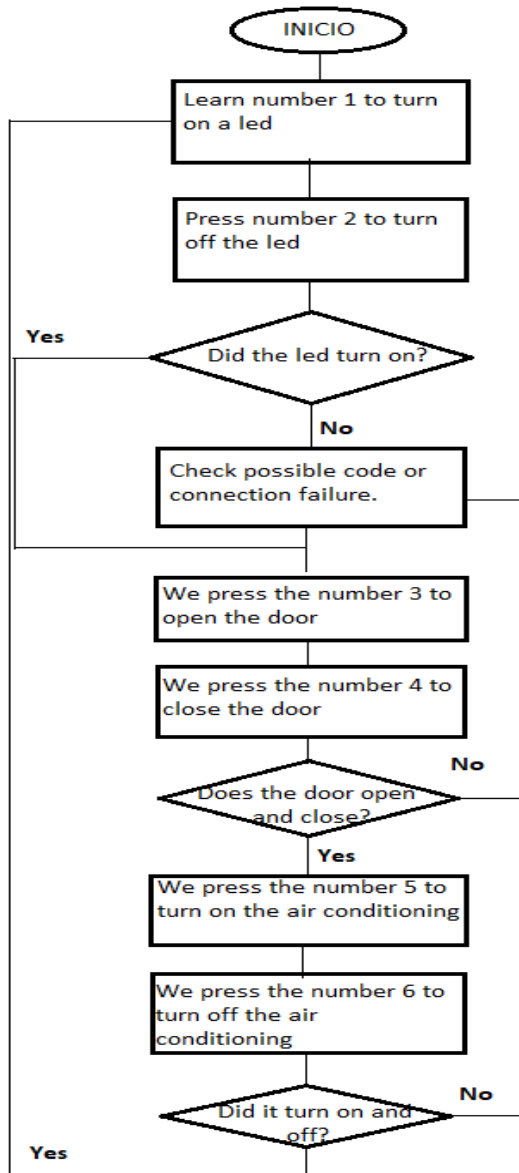 INICIO
Learn number 1 to turn
on a led
Press number 2 to turn
off the led
Yes
Did the led turn on?
No
Check possible code or
connection failure.
We press the number 3 to
open the door
We press the number 4 to
close the door
No
Does the door open
and close?
Yes
We press the number 5 to
turn on the air conditioning
We press the number 6 to
turn off the air
conditioning
No
Did it turn on and
off?
Yes